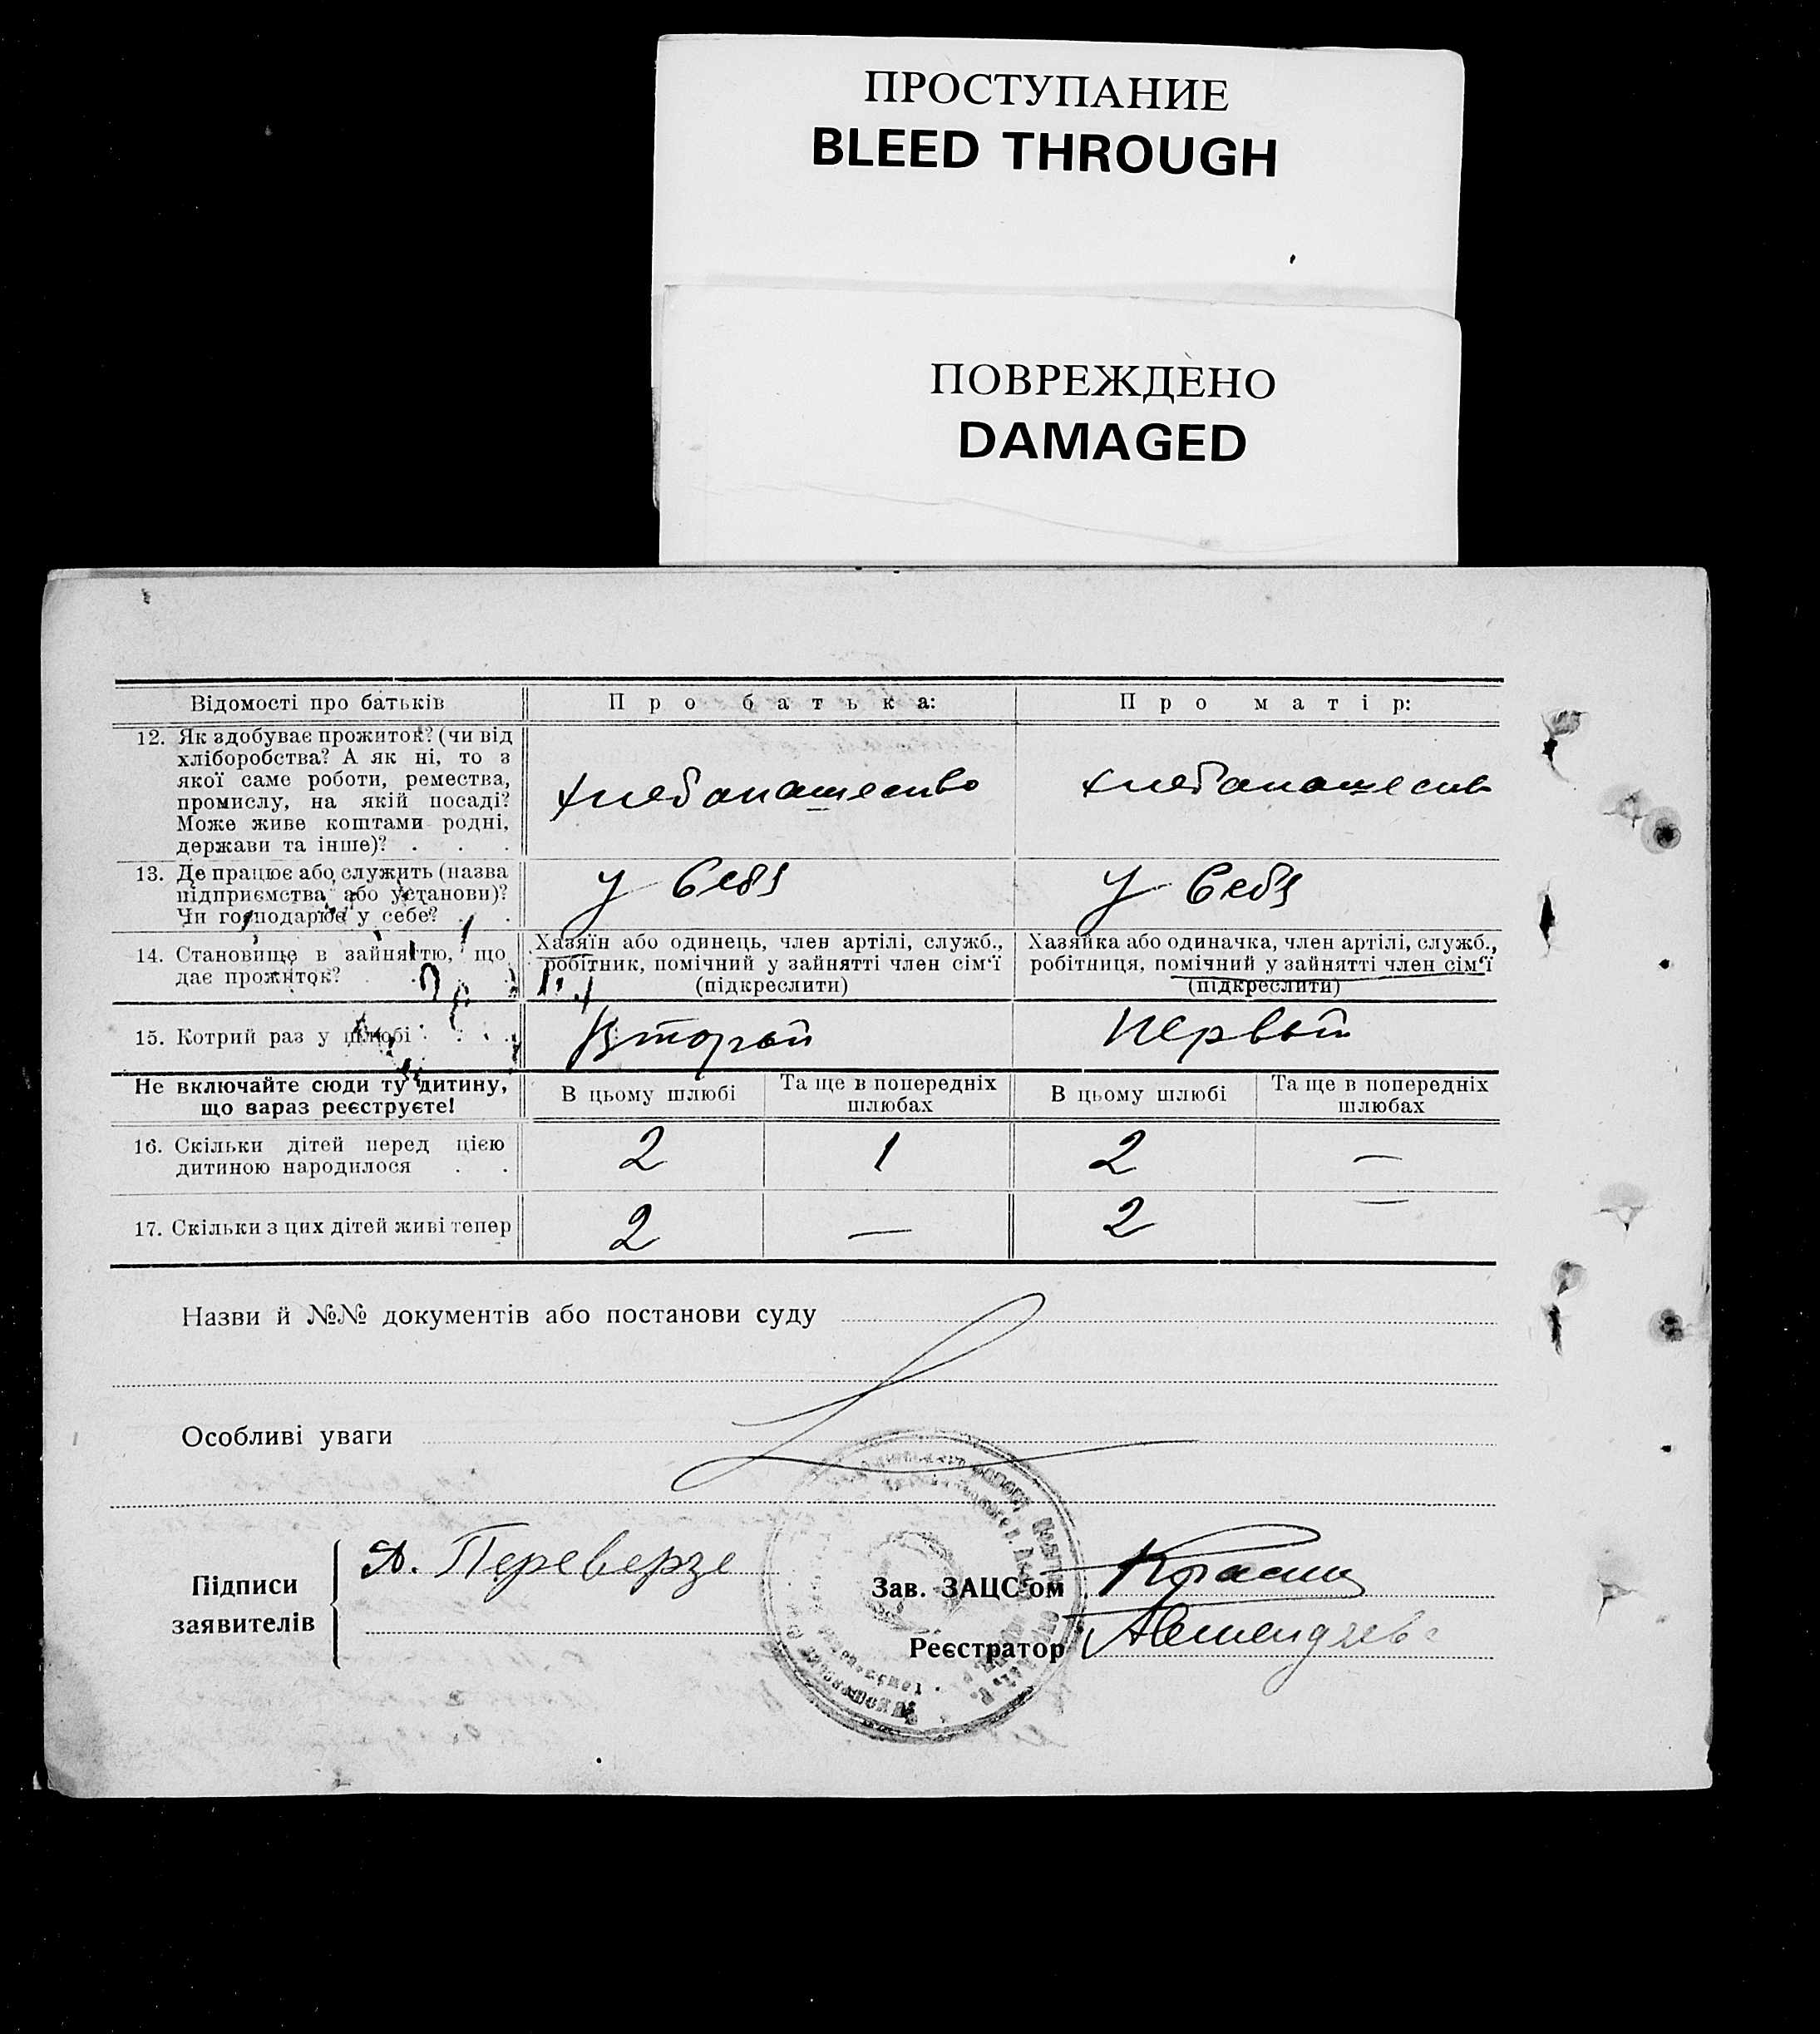 ПРОСТУПАНИЕ
BLEED THROUGH
ПОВРЕЖДЕНО
DAMAGED
Відомості про батьків
Про батька:
Про матір:
12. Як здобуває прожиток? (чи від
хліборобства? А як ні, то з
якої саме роботи, ремества,
промислу, на якій посаді?
Може живе коштами родні,
держави та інше)? . . .
хлебопашество
хлебопашеств
13. Де працює або служить (назва
підприємства або установи)?
Чи господарює у себе? . .
у себя
у себя
14. Становище в зайняттю, що
дає прожиток?
Хазяїн або одинець, член артілі, служб.,
робітник, помічний у зайнятті член сім‘ї
(підкреслити)
Хазяйка або одиначка, член артілі, служб.,
робітниця, помічний у зайнятті член сім‘ї
(підкреслити)
15. Котрий раз у шлюбі
Второй
Первый
Не включайте сюди ту дитину,
що зараз реєструєте!
В цьому шлюбі
Та ще в попередніх
шлюбах
В цьому шлюбі
Та ще в попередніх
шлюбах
16. Скільки дітей перед цією
дитиною народилося . .
2
1
2
—
17. Скільки з цих дітей живі тепер
2
—
2
—
Назви й №№ документів або постанови суду
Особливі уваги
Підписи
заявителів
Д. Переверзе
Зав. ЗАЦС‘ом
Реєстратор